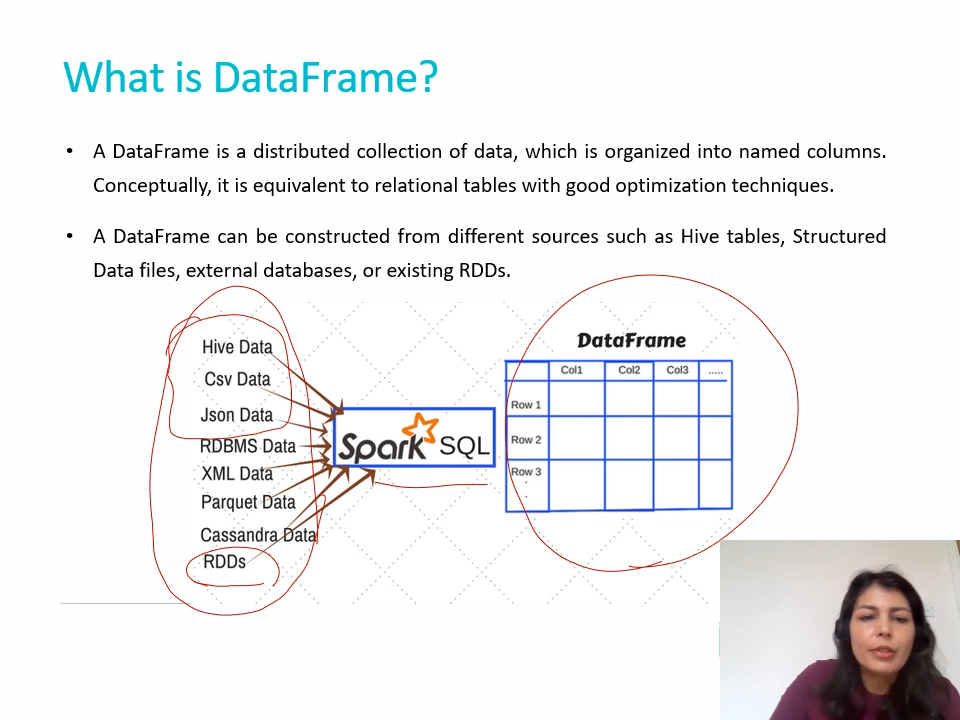 What is DataFrame?
• A DataFrame is a distributed collection of data, which is organized into named columns.
Conceptually, it is equivalent to relational tables with good optimization techniques.
• A DataFrame can be constructed from different sources such as Hive tables, Structured
Data files, external databases, or existing RDDs.
Hive Data
Csv Data
Json Data
RDBMS Data
XML Data
Parquet Data
Cassandra Data
RDDs
Spark SQL
DataFrame
Col1 Col2 Col3 .....
Row 1
Row 2
Row 3
.
.